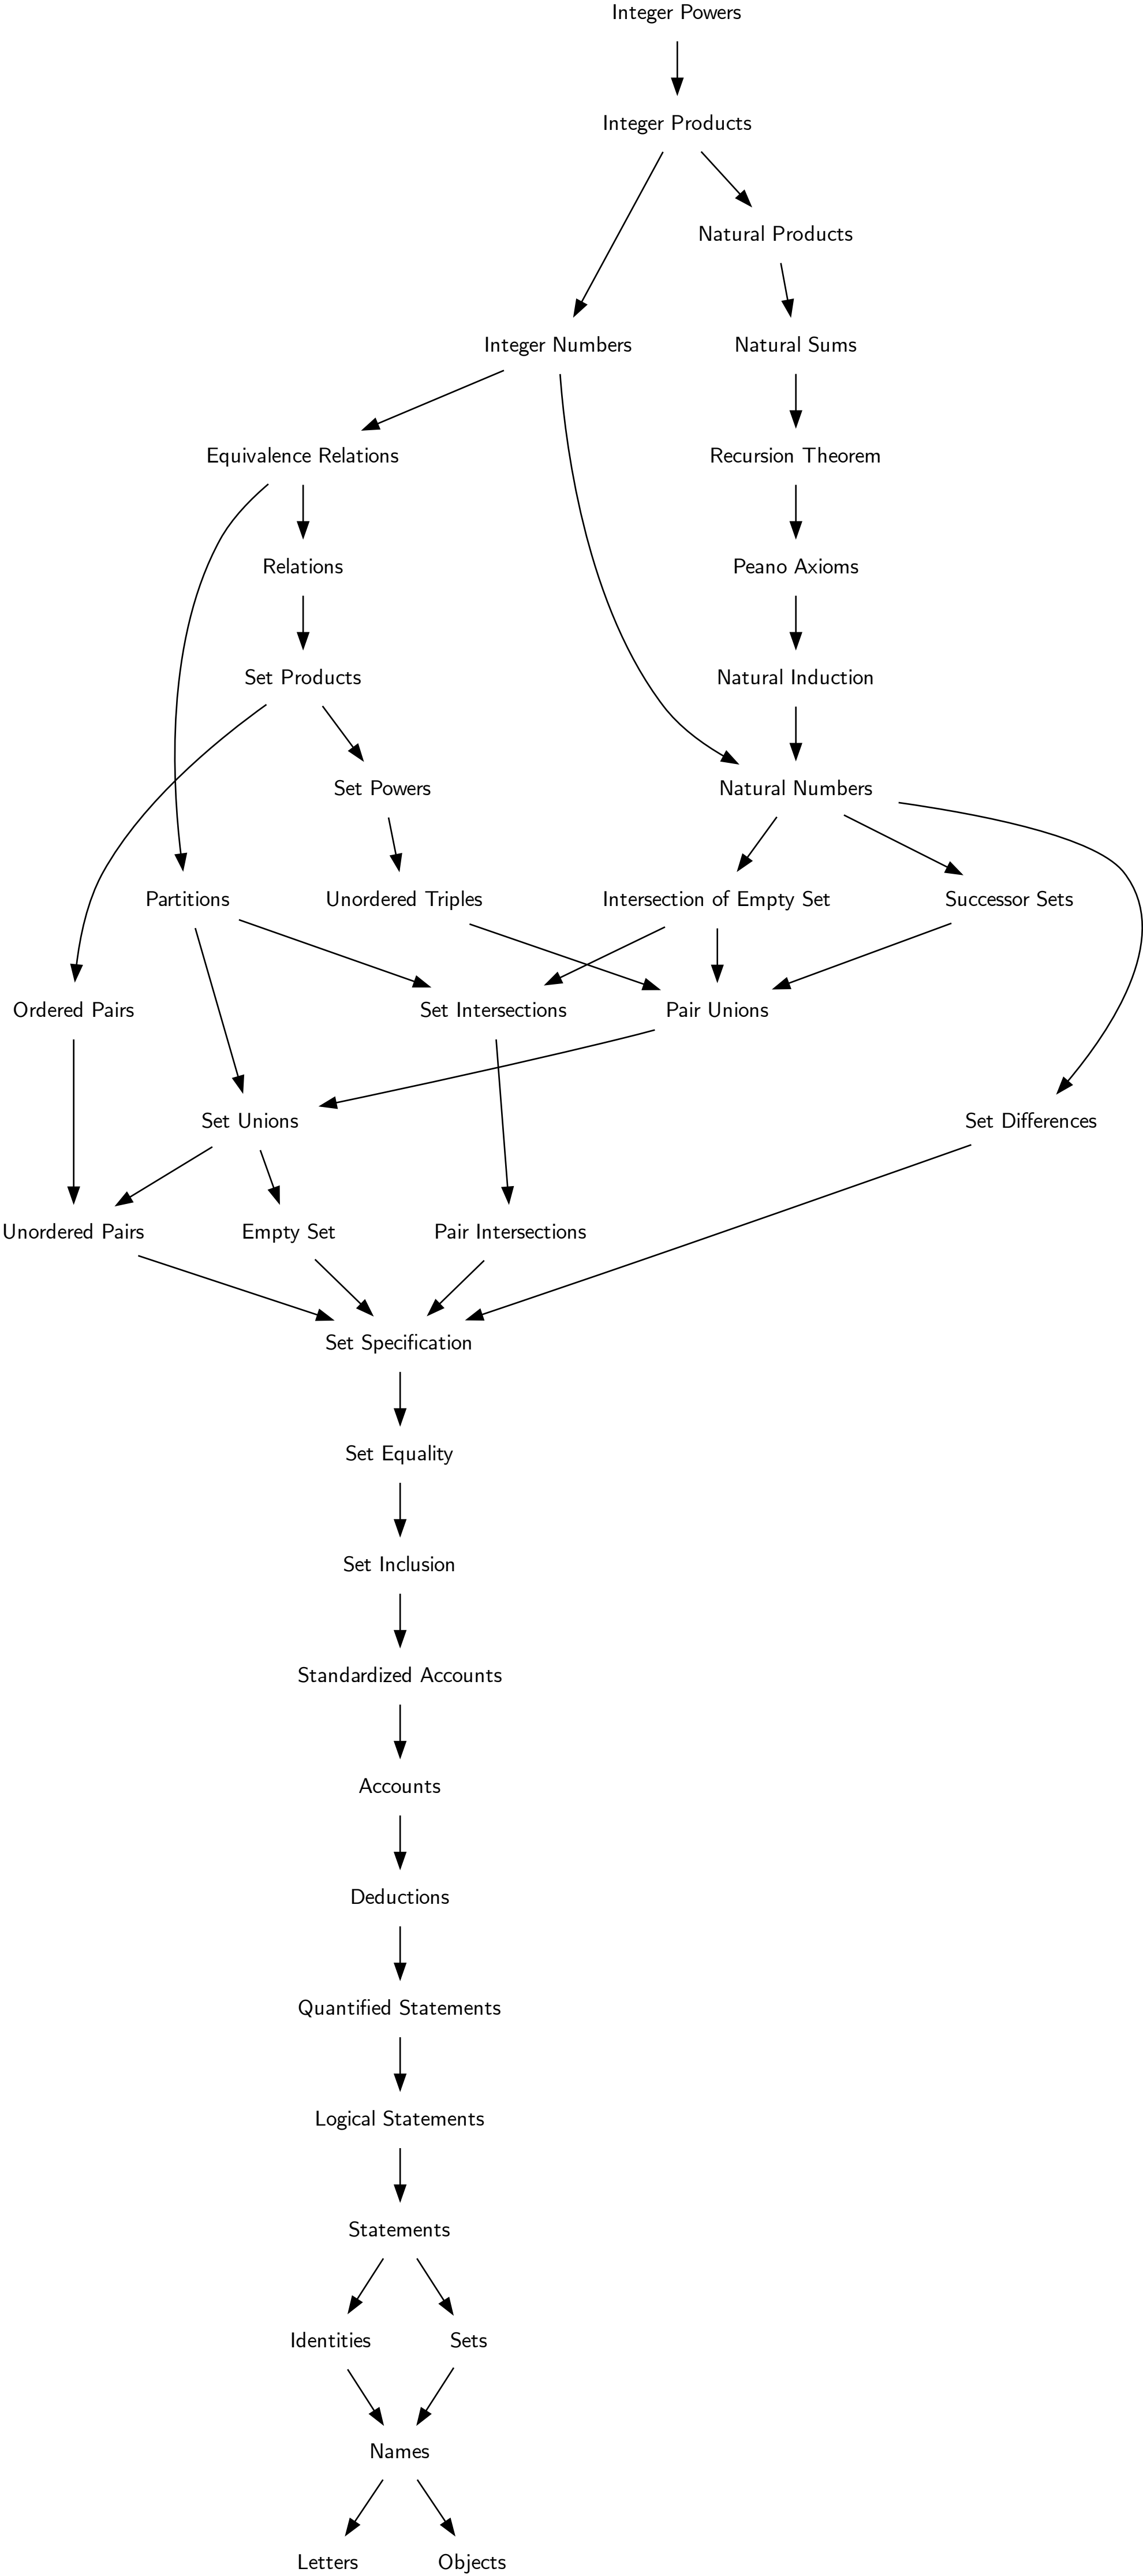 Integer Powers
Integer Products
Natural Products
Integer Numbers
Natural Sums
Equivalence Relations
Recursion Theorem
Relations
Peano Axioms
Set Products
Natural Induction
Set Powers
Natural Numbers
Partitions
Unordered Triples
Intersection of Empty Set
Successor Sets
Ordered Pairs
Set Intersections
Pair Unions
Set Unions
Set Differences
Unordered Pairs
Empty Set
Pair Intersections
Set Specification
Set Equality
Set Inclusion
Standardized Accounts
Accounts
Deductions
Quantified Statements
Logical Statements
Statements
Identities
Sets
Names
Letters
Objects